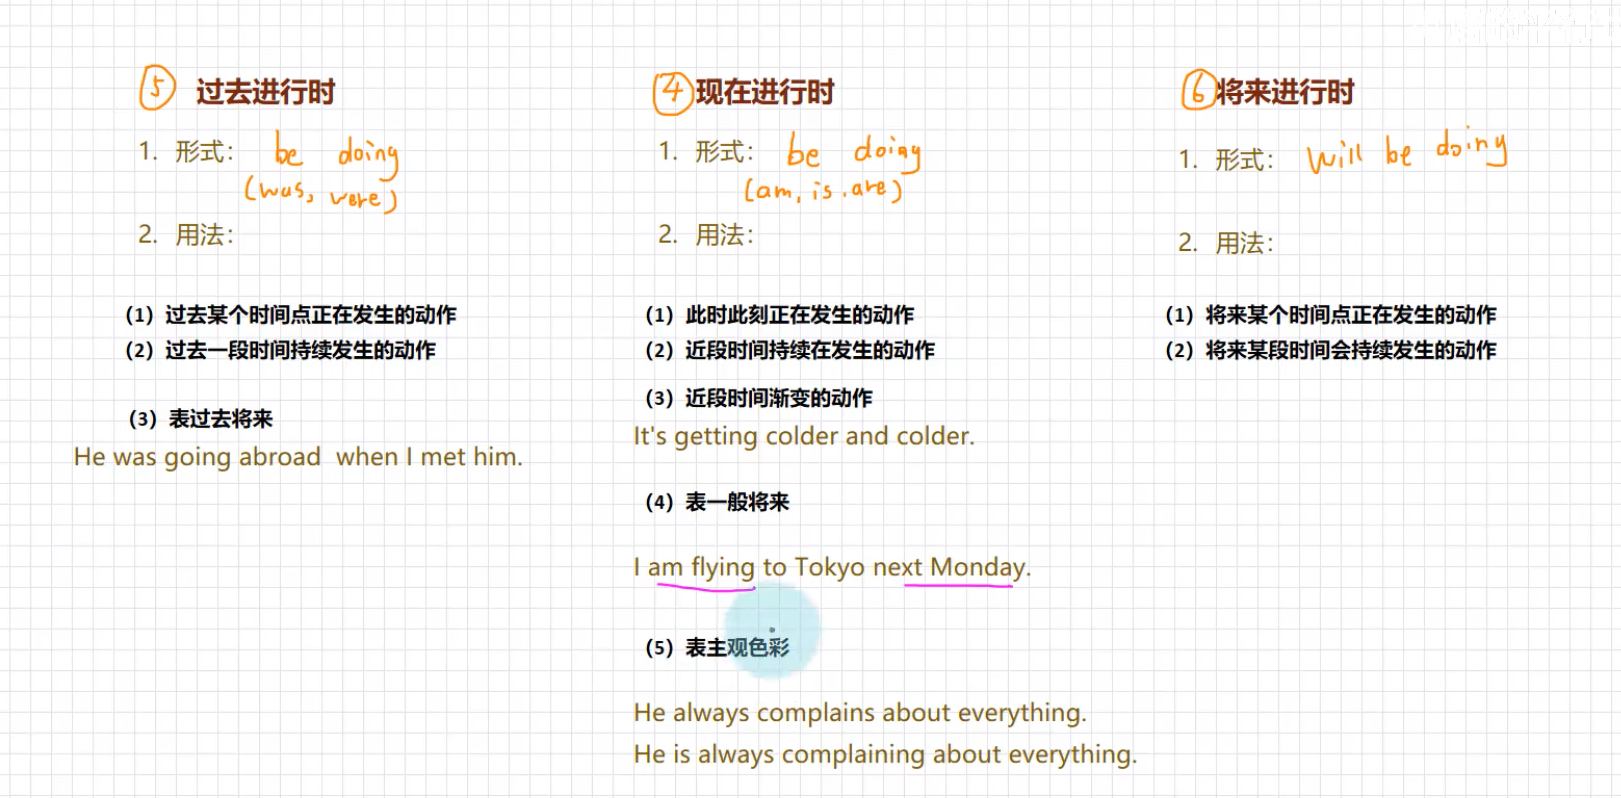 ⑤ 过去进行时
1. 形式： be doing
(was, were)
2. 用法：
（1）过去某个时间点正在发生的动作
（2）过去一段时间持续发生的动作
（3）表过去将来
He was going abroad when I met him.
④ 现在进行时
1. 形式： be doing
(am, is. are)
2. 用法：
（1）此时此刻正在发生的动作
（2）近段时间持续在发生的动作
（3）近段时间渐变的动作
It's getting colder and colder.
（4）表一般将来
I am flying to Tokyo next Monday.
（5）表主观色彩
He always complains about everything.
He is always complaining about everything.
⑥ 将来进行时
1. 形式： will be doing
2. 用法：
（1）将来某个时间点正在发生的动作
（2）将来某段时间会持续发生的动作